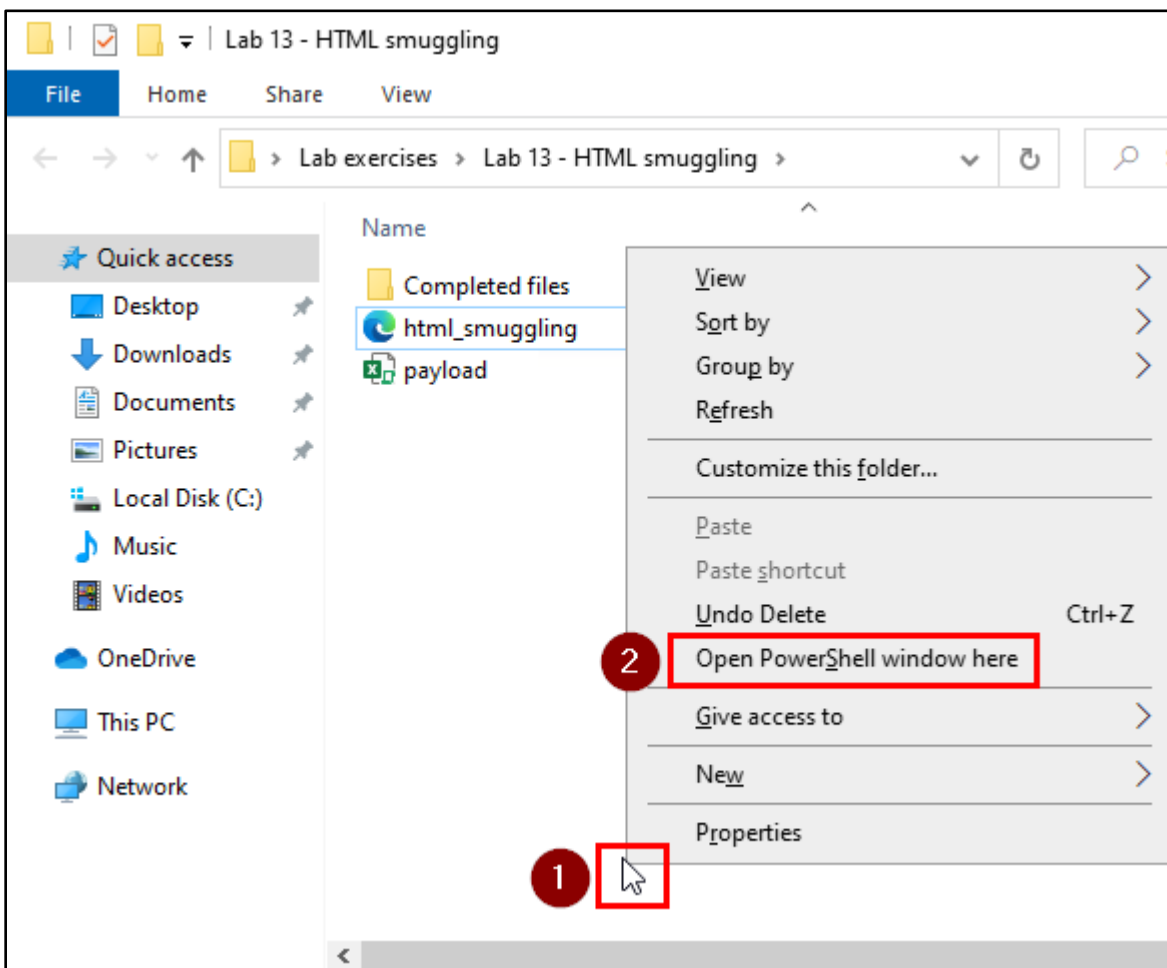 Lab 13 - HTML smuggling
File Home Share View
Lab exercises Lab 13 - HTML smuggling
Name
Quick access
Desktop
Downloads
Documents
Pictures
Local Disk (C:)
Music
Videos
OneDrive
This PC
Network
Completed files
html_smuggling
payload
View
Sort by
Group by
Refresh
Customize this folder...
Paste
Paste shortcut
Undo Delete Ctrl+Z
2 Open PowerShell window here
Give access to
New
Properties
1